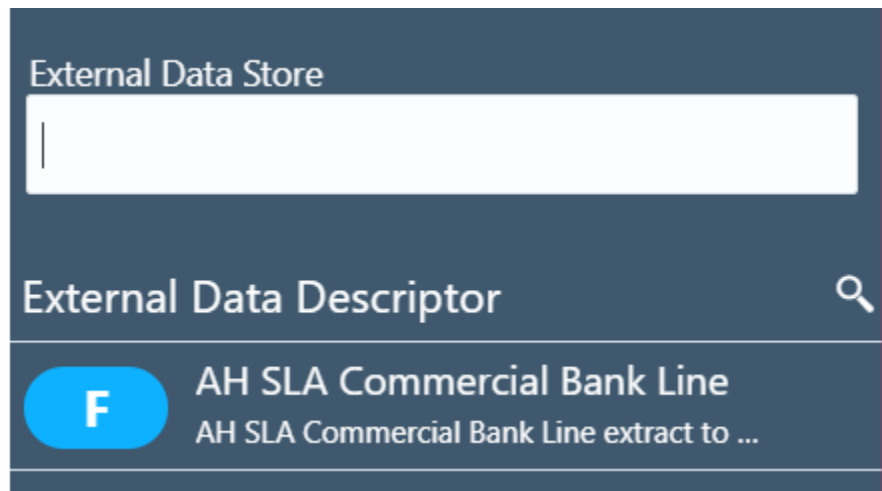 External Data Store
External Data Descriptor
F
AH SLA Commercial Bank Line
AH SLA Commercial Bank Line extract to ...